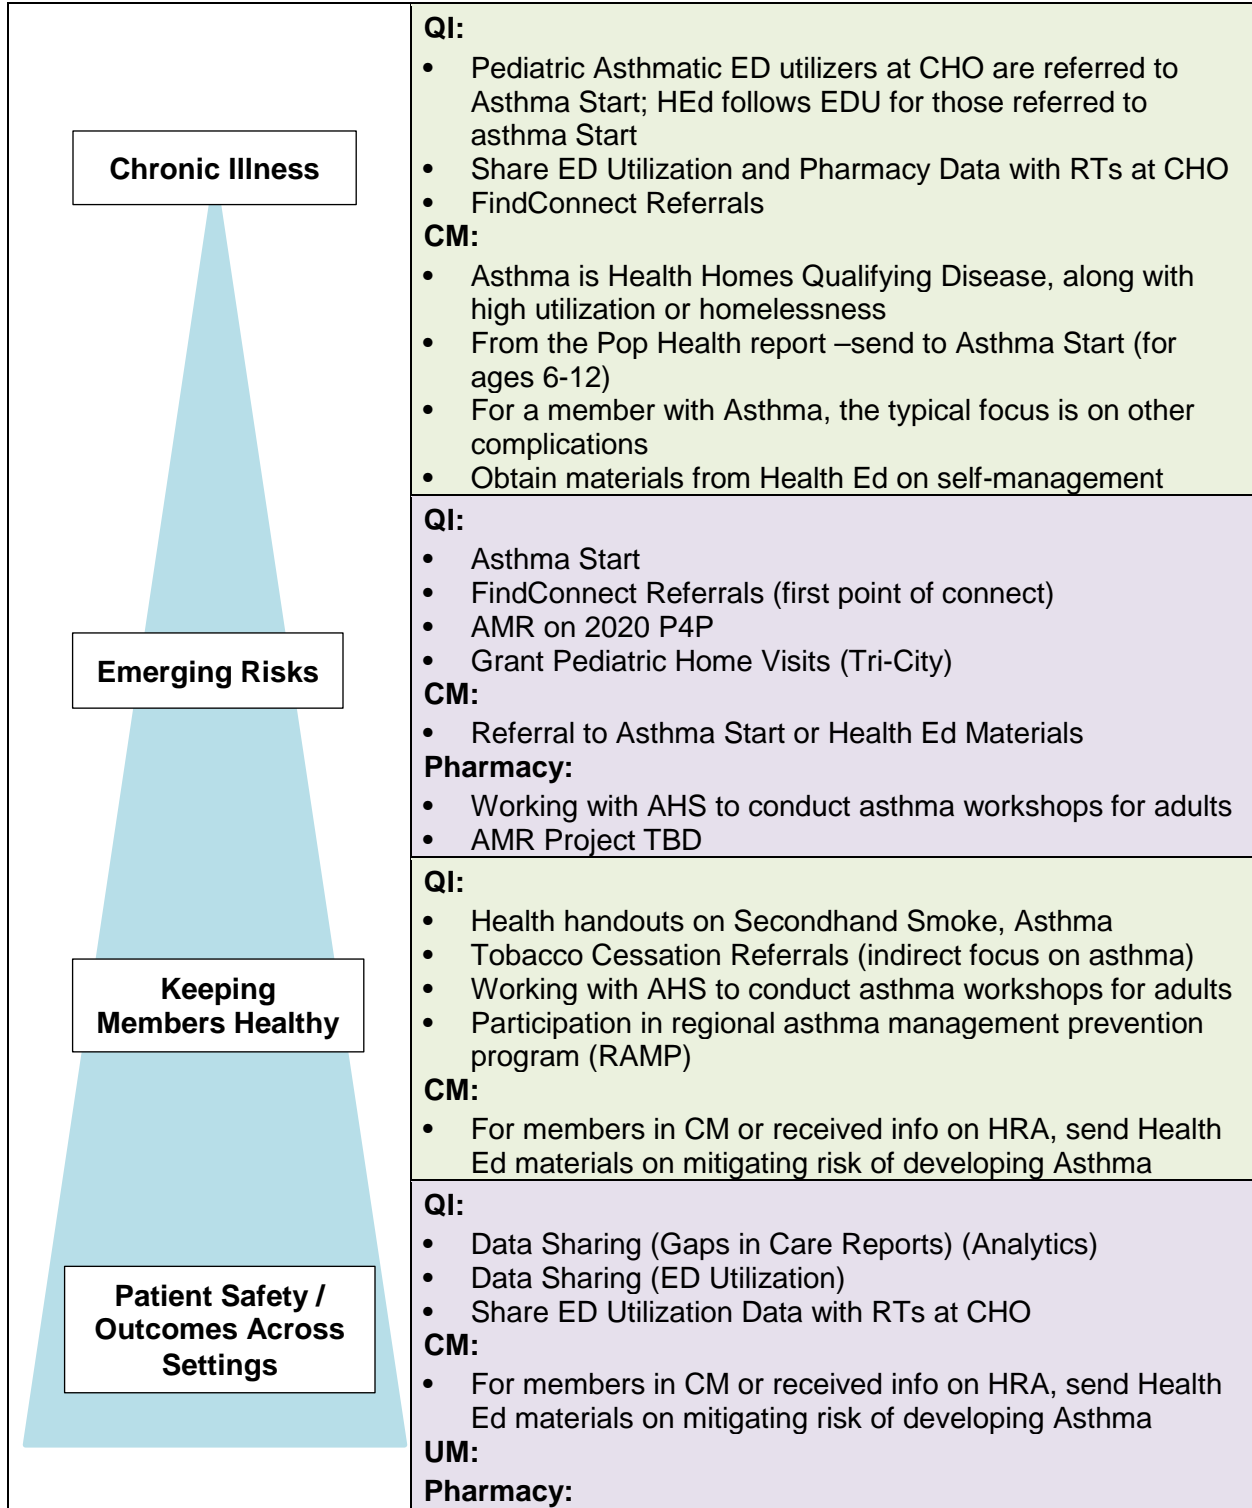 Chronic Illness
QI:
• Pediatric Asthmatic ED utilizers at CHO are referred to
Asthma Start; HEd follows EDU for those referred to
asthma Start
• Share ED Utilization and Pharmacy Data with RTs at CHO
• FindConnect Referrals
CM:
• Asthma is Health Homes Qualifying Disease, along with
high utilization or homelessness
• From the Pop Health report –send to Asthma Start (for
ages 6-12)
• For a member with Asthma, the typical focus is on other
complications
• Obtain materials from Health Ed on self-management
Emerging Risks
QI:
• Asthma Start
• FindConnect Referrals (first point of connect)
• AMR on 2020 P4P
• Grant Pediatric Home Visits (Tri-City)
CM:
• Referral to Asthma Start or Health Ed Materials
Pharmacy:
• Working with AHS to conduct asthma workshops for adults
• AMR Project TBD
Keeping
Members Healthy
QI:
• Health handouts on Secondhand Smoke, Asthma
• Tobacco Cessation Referrals (indirect focus on asthma)
• Working with AHS to conduct asthma workshops for adults
• Participation in regional asthma management prevention
program (RAMP)
CM:
• For members in CM or received info on HRA, send Health
Ed materials on mitigating risk of developing Asthma
Patient Safety /
Outcomes Across
Settings
QI:
• Data Sharing (Gaps in Care Reports) (Analytics)
• Data Sharing (ED Utilization)
• Share ED Utilization Data with RTs at CHO
CM:
• For members in CM or received info on HRA, send Health
Ed materials on mitigating risk of developing Asthma
UM:
Pharmacy: